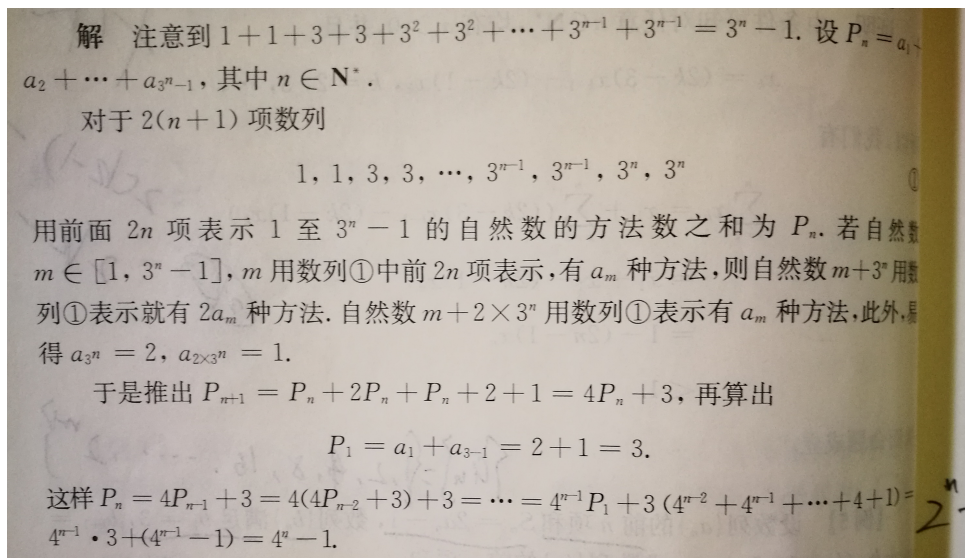 解 注意到 1+1+3+3+3²+3²+⋯+3ⁿ⁻¹+3ⁿ⁻¹ = 3ⁿ−1. 设 Pₙ = a₁+
a₂+⋯+a_{3ⁿ−1}, 其中 n∈N*.
对于 2(n+1) 项数列
1, 1, 3, 3, ⋯, 3ⁿ⁻¹, 3ⁿ⁻¹, 3ⁿ, 3ⁿ ①
用前面 2n 项表示 1 至 3ⁿ−1 的自然数的方法数之和为 Pₙ. 若自然数
m∈[1, 3ⁿ−1], m 用数列①中前 2n 项表示,有 aₘ 种方法,则自然数 m+3ⁿ 用数
列①表示就有 2aₘ 种方法. 自然数 m+2×3ⁿ 用数列①表示有 aₘ 种方法,此外,易
得 a_{3ⁿ} = 2, a_{2×3ⁿ} = 1.
于是推出 Pₙ₊₁ = Pₙ+2Pₙ+Pₙ+2+1 = 4Pₙ+3, 再算出
P₁ = a₁+a₃₋₁ = 2+1 = 3.
这样 Pₙ = 4Pₙ₋₁+3 = 4(4Pₙ₋₂+3)+3 = ⋯ = 4ⁿ⁻¹P₁+3(4ⁿ⁻²+4ⁿ⁻¹+⋯+4+1) =
4ⁿ⁻¹·3+(4ⁿ⁻¹−1) = 4ⁿ−1.